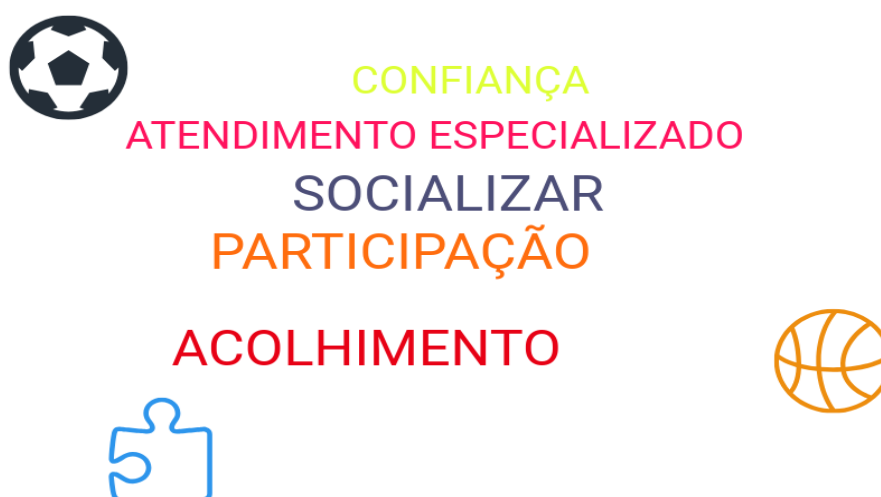 CONFIANÇA
ATENDIMENTO ESPECIALIZADO
SOCIALIZAR
PARTICIPAÇÃO
ACOLHIMENTO